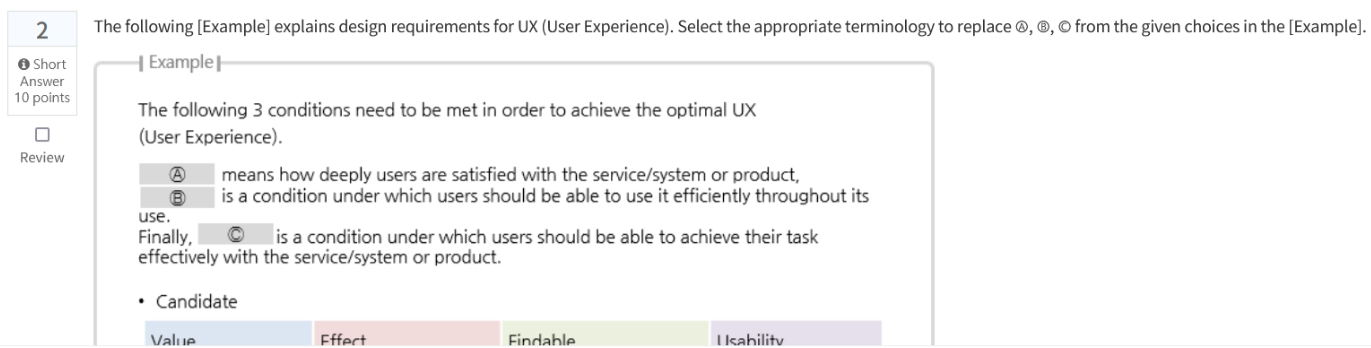 2
The following [Example] explains design requirements for UX (User Experience). Select the appropriate terminology to replace Ⓐ, Ⓑ, Ⓒ from the given choices in the [Example].
Short
Answer
10 points
Review
Example
The following 3 conditions need to be met in order to achieve the optimal UX
(User Experience).
Ⓐ means how deeply users are satisfied with the service/system or product,
Ⓑ is a condition under which users should be able to use it efficiently throughout its
use.
Finally, Ⓒ is a condition under which users should be able to achieve their task
effectively with the service/system or product.
• Candidate
Value Effect Findable Usability